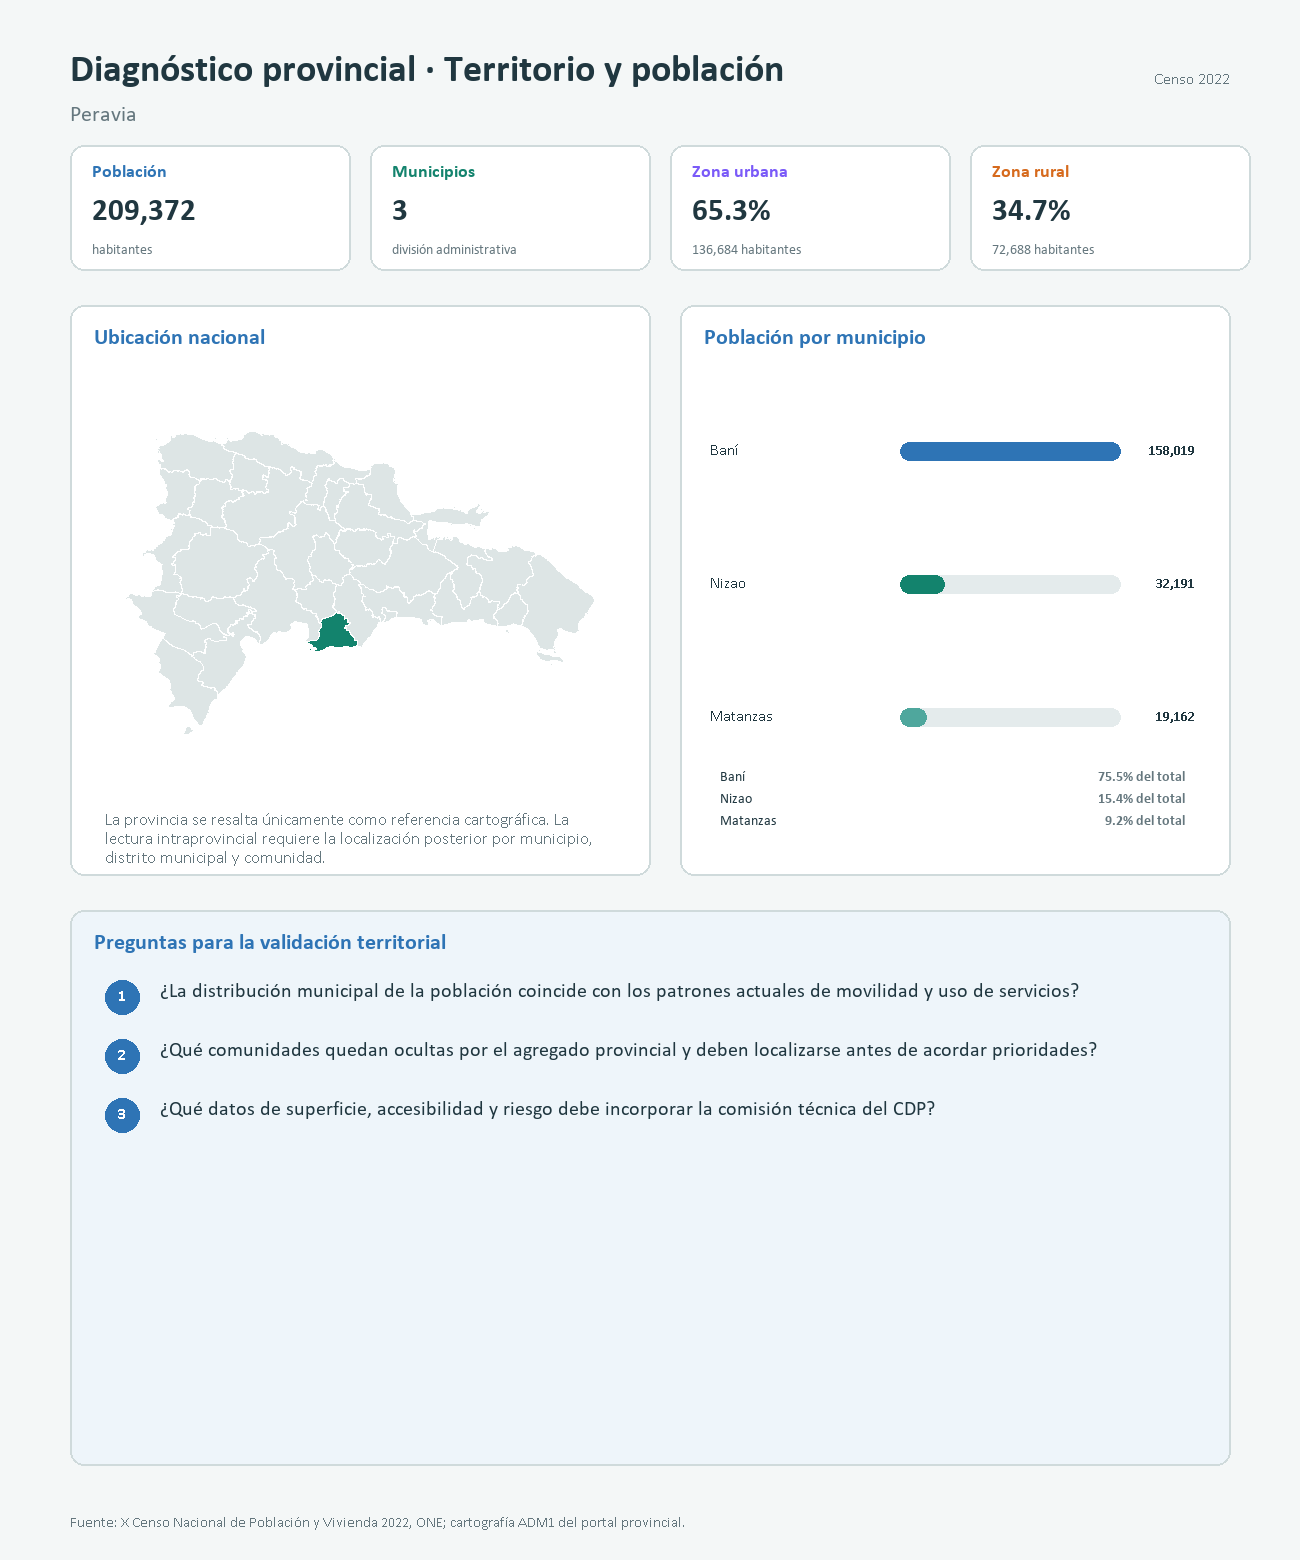 Diagnóstico provincial · Territorio y población
Censo 2022
Peravia
Población
209,372
habitantes
Municipios
3
división administrativa
Zona urbana
65.3%
136,684 habitantes
Zona rural
34.7%
72,688 habitantes
Ubicación nacional
La provincia se resalta únicamente como referencia cartográfica. La
lectura intraprovincial requiere la localización posterior por municipio,
distrito municipal y comunidad.
Población por municipio
Baní 158,019
Nizao 32,191
Matanzas 19,162
Baní 75.5% del total
Nizao 15.4% del total
Matanzas 9.2% del total
Preguntas para la validación territorial
1 ¿La distribución municipal de la población coincide con los patrones actuales de movilidad y uso de servicios?
2 ¿Qué comunidades quedan ocultas por el agregado provincial y deben localizarse antes de acordar prioridades?
3 ¿Qué datos de superficie, accesibilidad y riesgo debe incorporar la comisión técnica del CDP?
Fuente: X Censo Nacional de Población y Vivienda 2022, ONE; cartografía ADM1 del portal provincial.